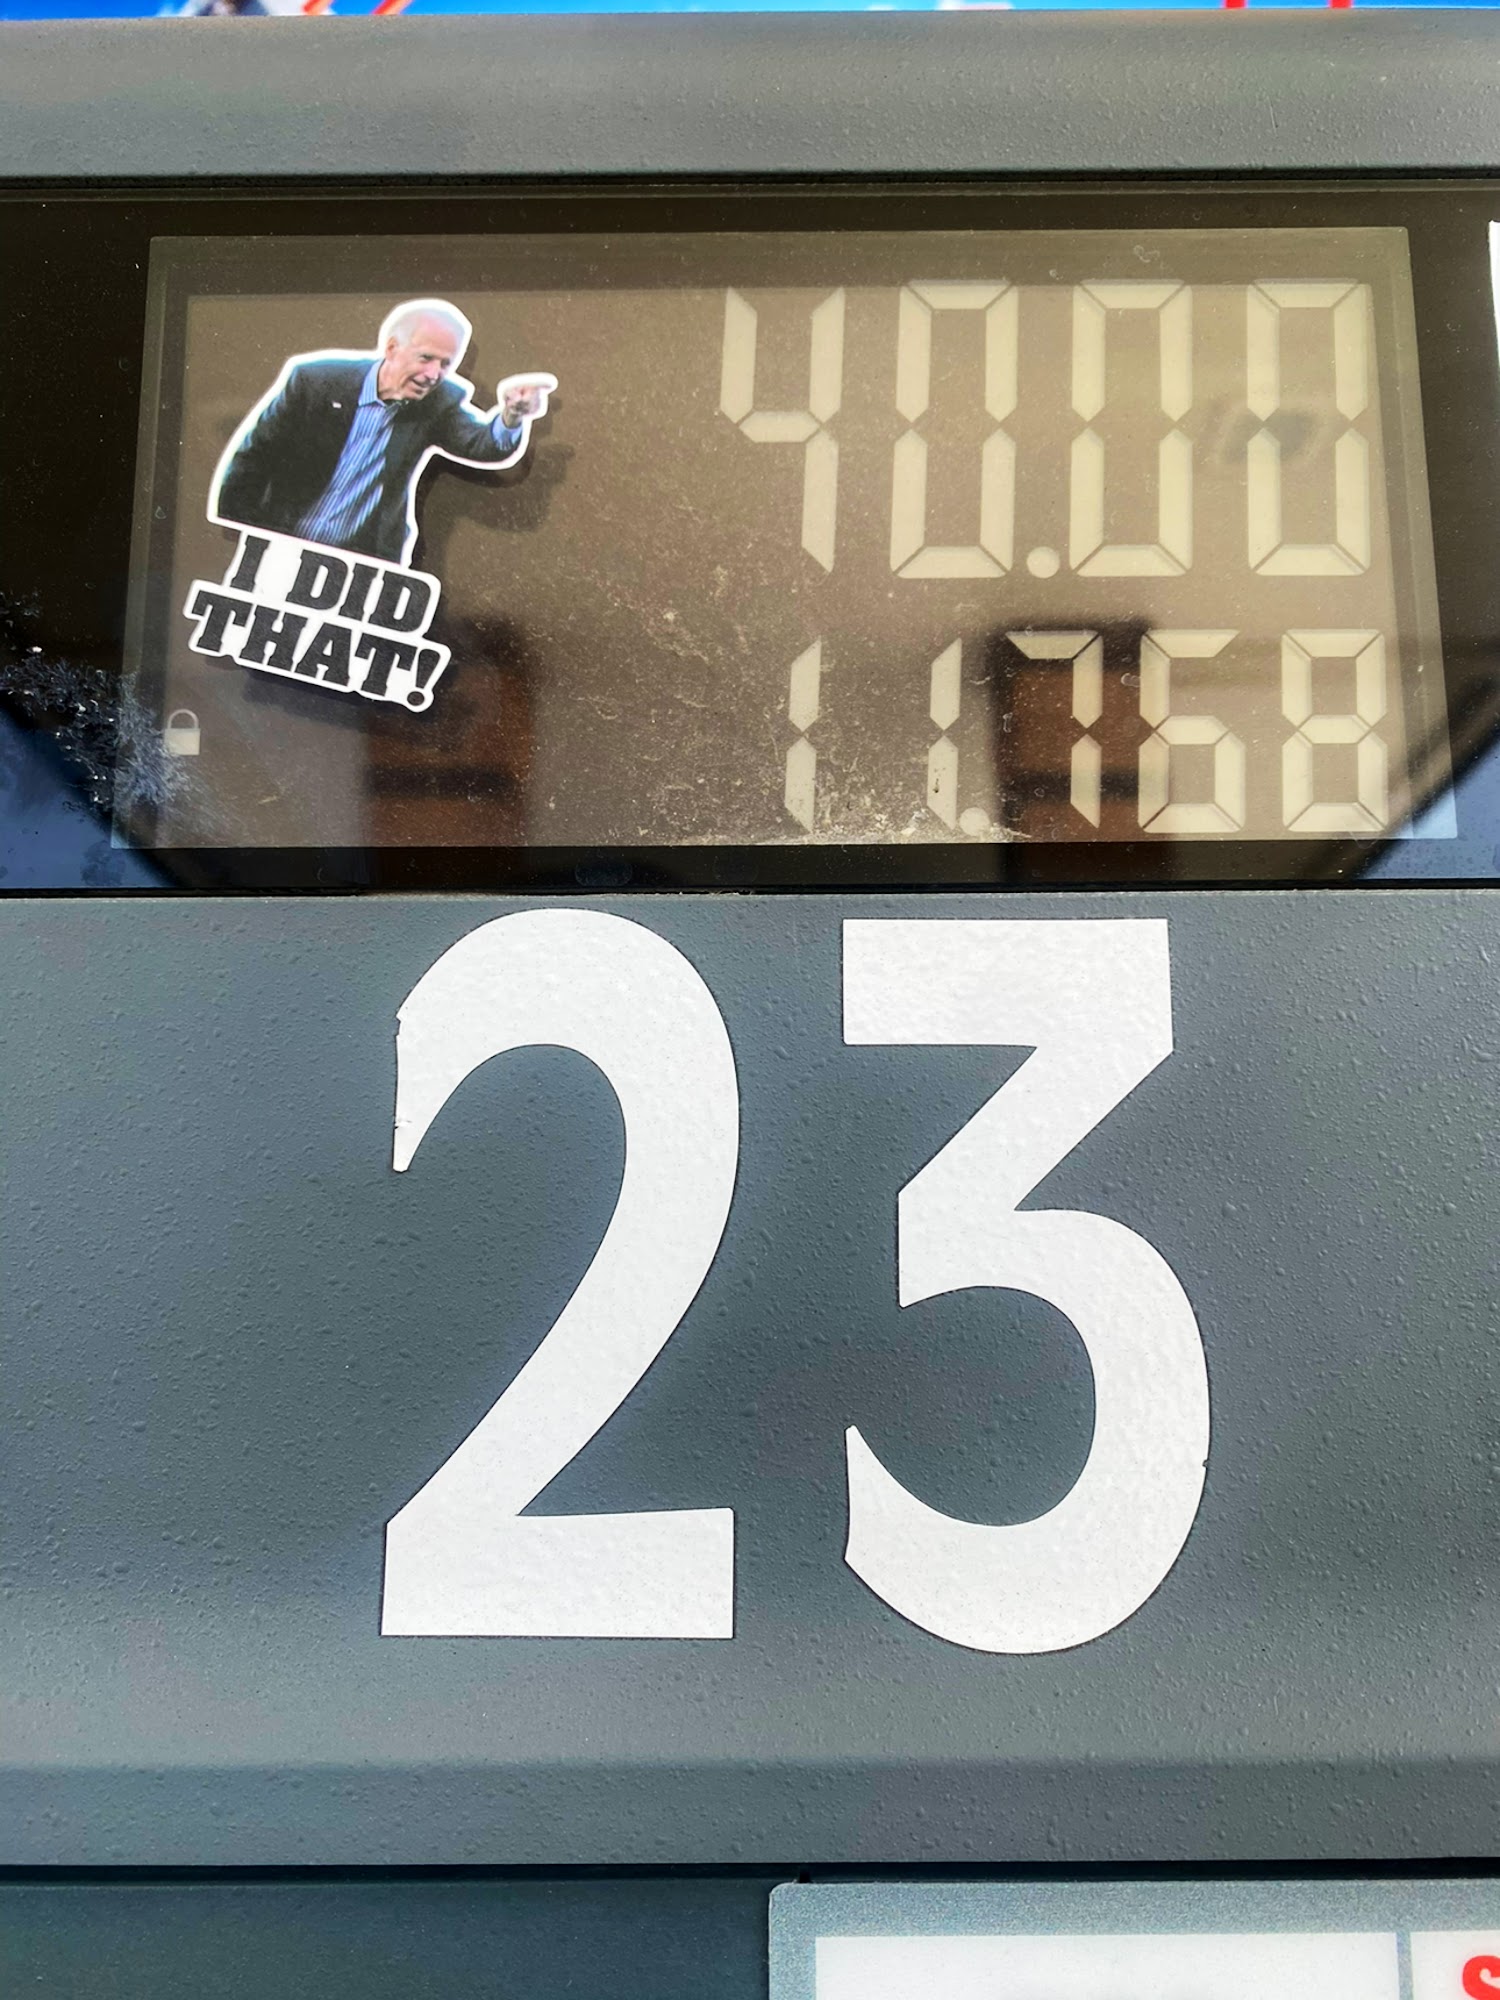 40.00
I DID
THAT!
11.768
23
S